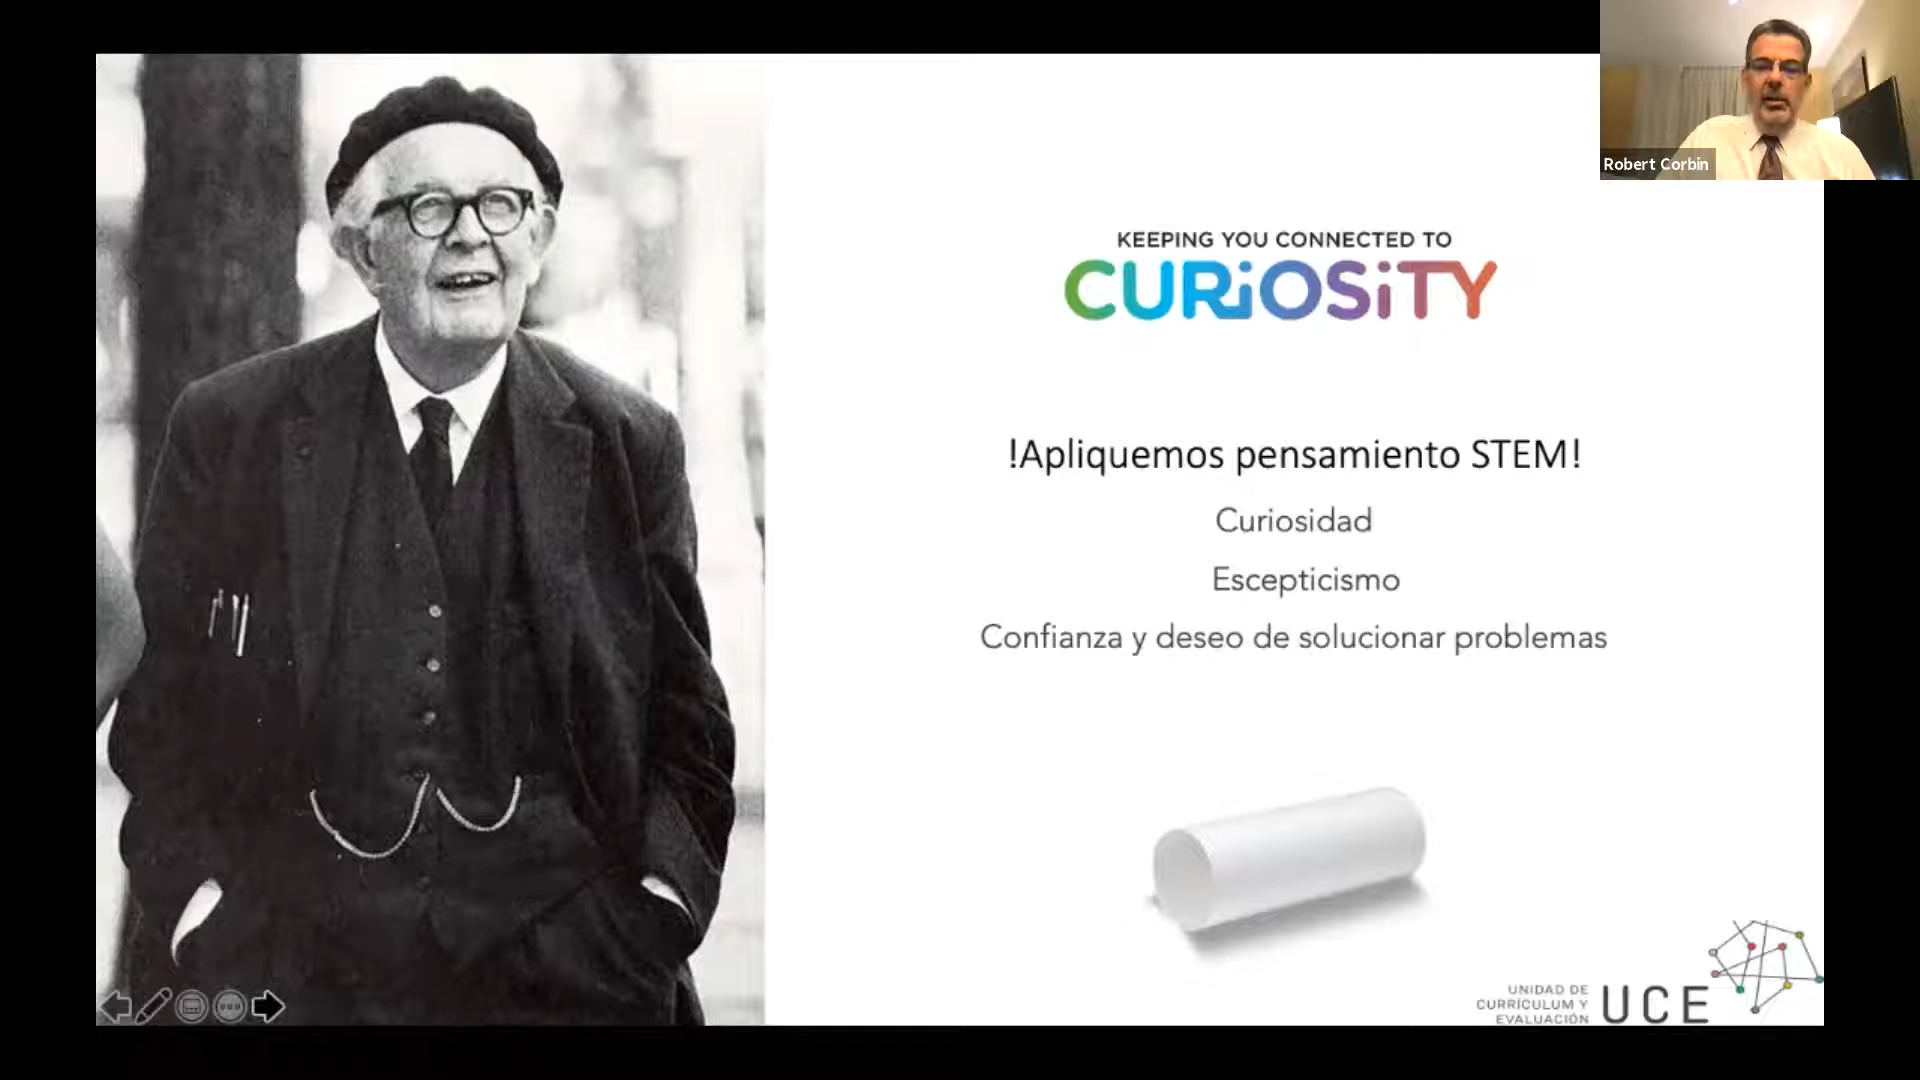 Robert Corbin
KEEPING YOU CONNECTED TO
CURiOSiTY
!Apliquemos pensamiento STEM!
Curiosidad
Escepticismo
Confianza y deseo de solucionar problemas
UNIDAD DE
CURRÍCULUM Y
EVALUACIÓN
UCE